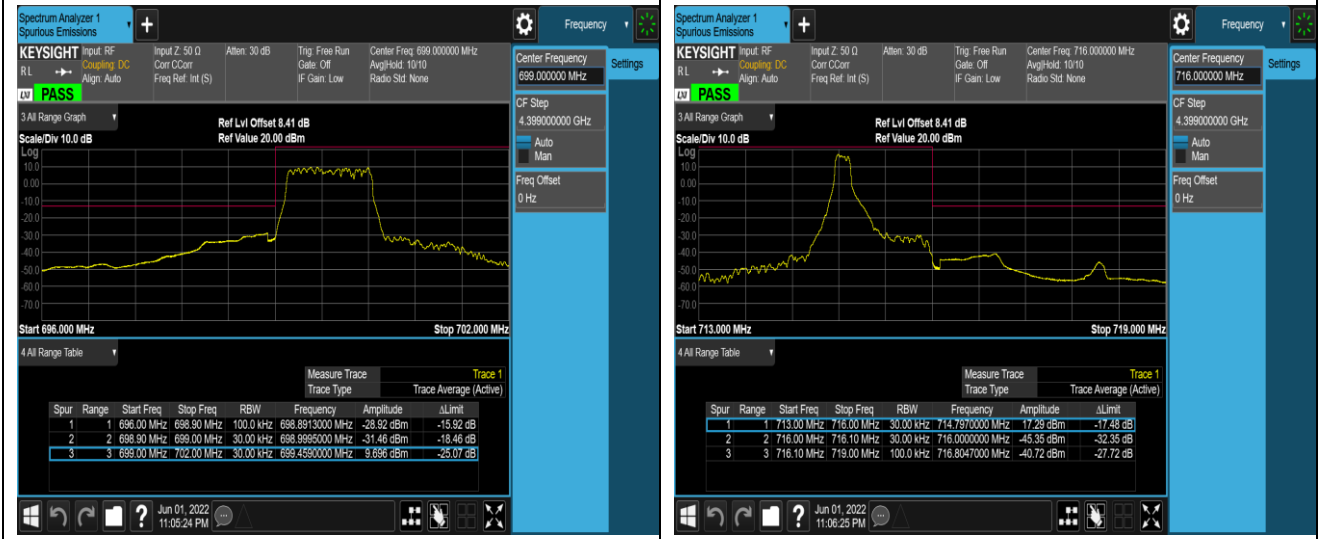 Spectrum Analyzer 1
Spurious Emissions
+
Frequency
KEYSIGHT
Input: RF
Coupling: DC
Align: Auto
Input Z: 50 Ω
Corr CCorr
Freq Ref: Int (S)
Atten: 30 dB
Trig: Free Run
Gate: Off
IF Gain: Low
Center Freq: 699.000000 MHz
Avg|Hold: 10/10
Radio Std: None
R L
LXI
PASS
Center Frequency
699.000000 MHz
Settings
CF Step
4.399000000 GHz
Auto
Man
Freq Offset
0 Hz
3 All Range Graph
Scale/Div 10.0 dB
Ref Lvl Offset 8.41 dB
Ref Value 20.00 dBm
Log
10.0
0.00
-10.0
-20.0
-30.0
-40.0
-50.0
-60.0
-70.0
Start 696.000 MHz Stop 702.000 MHz
4 All Range Table
Measure Trace Trace 1
Trace Type Trace Average (Active)
Spur Range Start Freq Stop Freq RBW Frequency Amplitude ΔLimit
1 1 696.00 MHz 698.90 MHz 100.0 kHz 698.8913000 MHz -28.92 dBm -15.92 dB
2 2 698.90 MHz 699.00 MHz 30.00 kHz 698.9995000 MHz -31.46 dBm -18.46 dB
3 3 699.00 MHz 702.00 MHz 30.00 kHz 699.4590000 MHz 9.696 dBm -25.07 dB
?
Jun 01, 2022
11:05:24 PM
Spectrum Analyzer 1
Spurious Emissions
+
Frequency
KEYSIGHT
Input: RF
Coupling: DC
Align: Auto
Input Z: 50 Ω
Corr CCorr
Freq Ref: Int (S)
Atten: 30 dB
Trig: Free Run
Gate: Off
IF Gain: Low
Center Freq: 716.000000 MHz
Avg|Hold: 10/10
Radio Std: None
R L
LXI
PASS
Center Frequency
716.000000 MHz
Settings
CF Step
4.399000000 GHz
Auto
Man
Freq Offset
0 Hz
3 All Range Graph
Scale/Div 10.0 dB
Ref Lvl Offset 8.41 dB
Ref Value 20.00 dBm
Log
10.0
0.00
-10.0
-20.0
-30.0
-40.0
-50.0
-60.0
-70.0
Start 713.000 MHz Stop 719.000 MHz
4 All Range Table
Measure Trace Trace 1
Trace Type Trace Average (Active)
Spur Range Start Freq Stop Freq RBW Frequency Amplitude ΔLimit
1 1 713.00 MHz 716.00 MHz 30.00 kHz 714.7970000 MHz 17.29 dBm -17.48 dB
2 2 716.00 MHz 716.10 MHz 30.00 kHz 716.0000000 MHz -45.35 dBm -32.35 dB
3 3 716.10 MHz 719.00 MHz 100.0 kHz 716.8047000 MHz -40.72 dBm -27.72 dB
?
Jun 01, 2022
11:06:25 PM